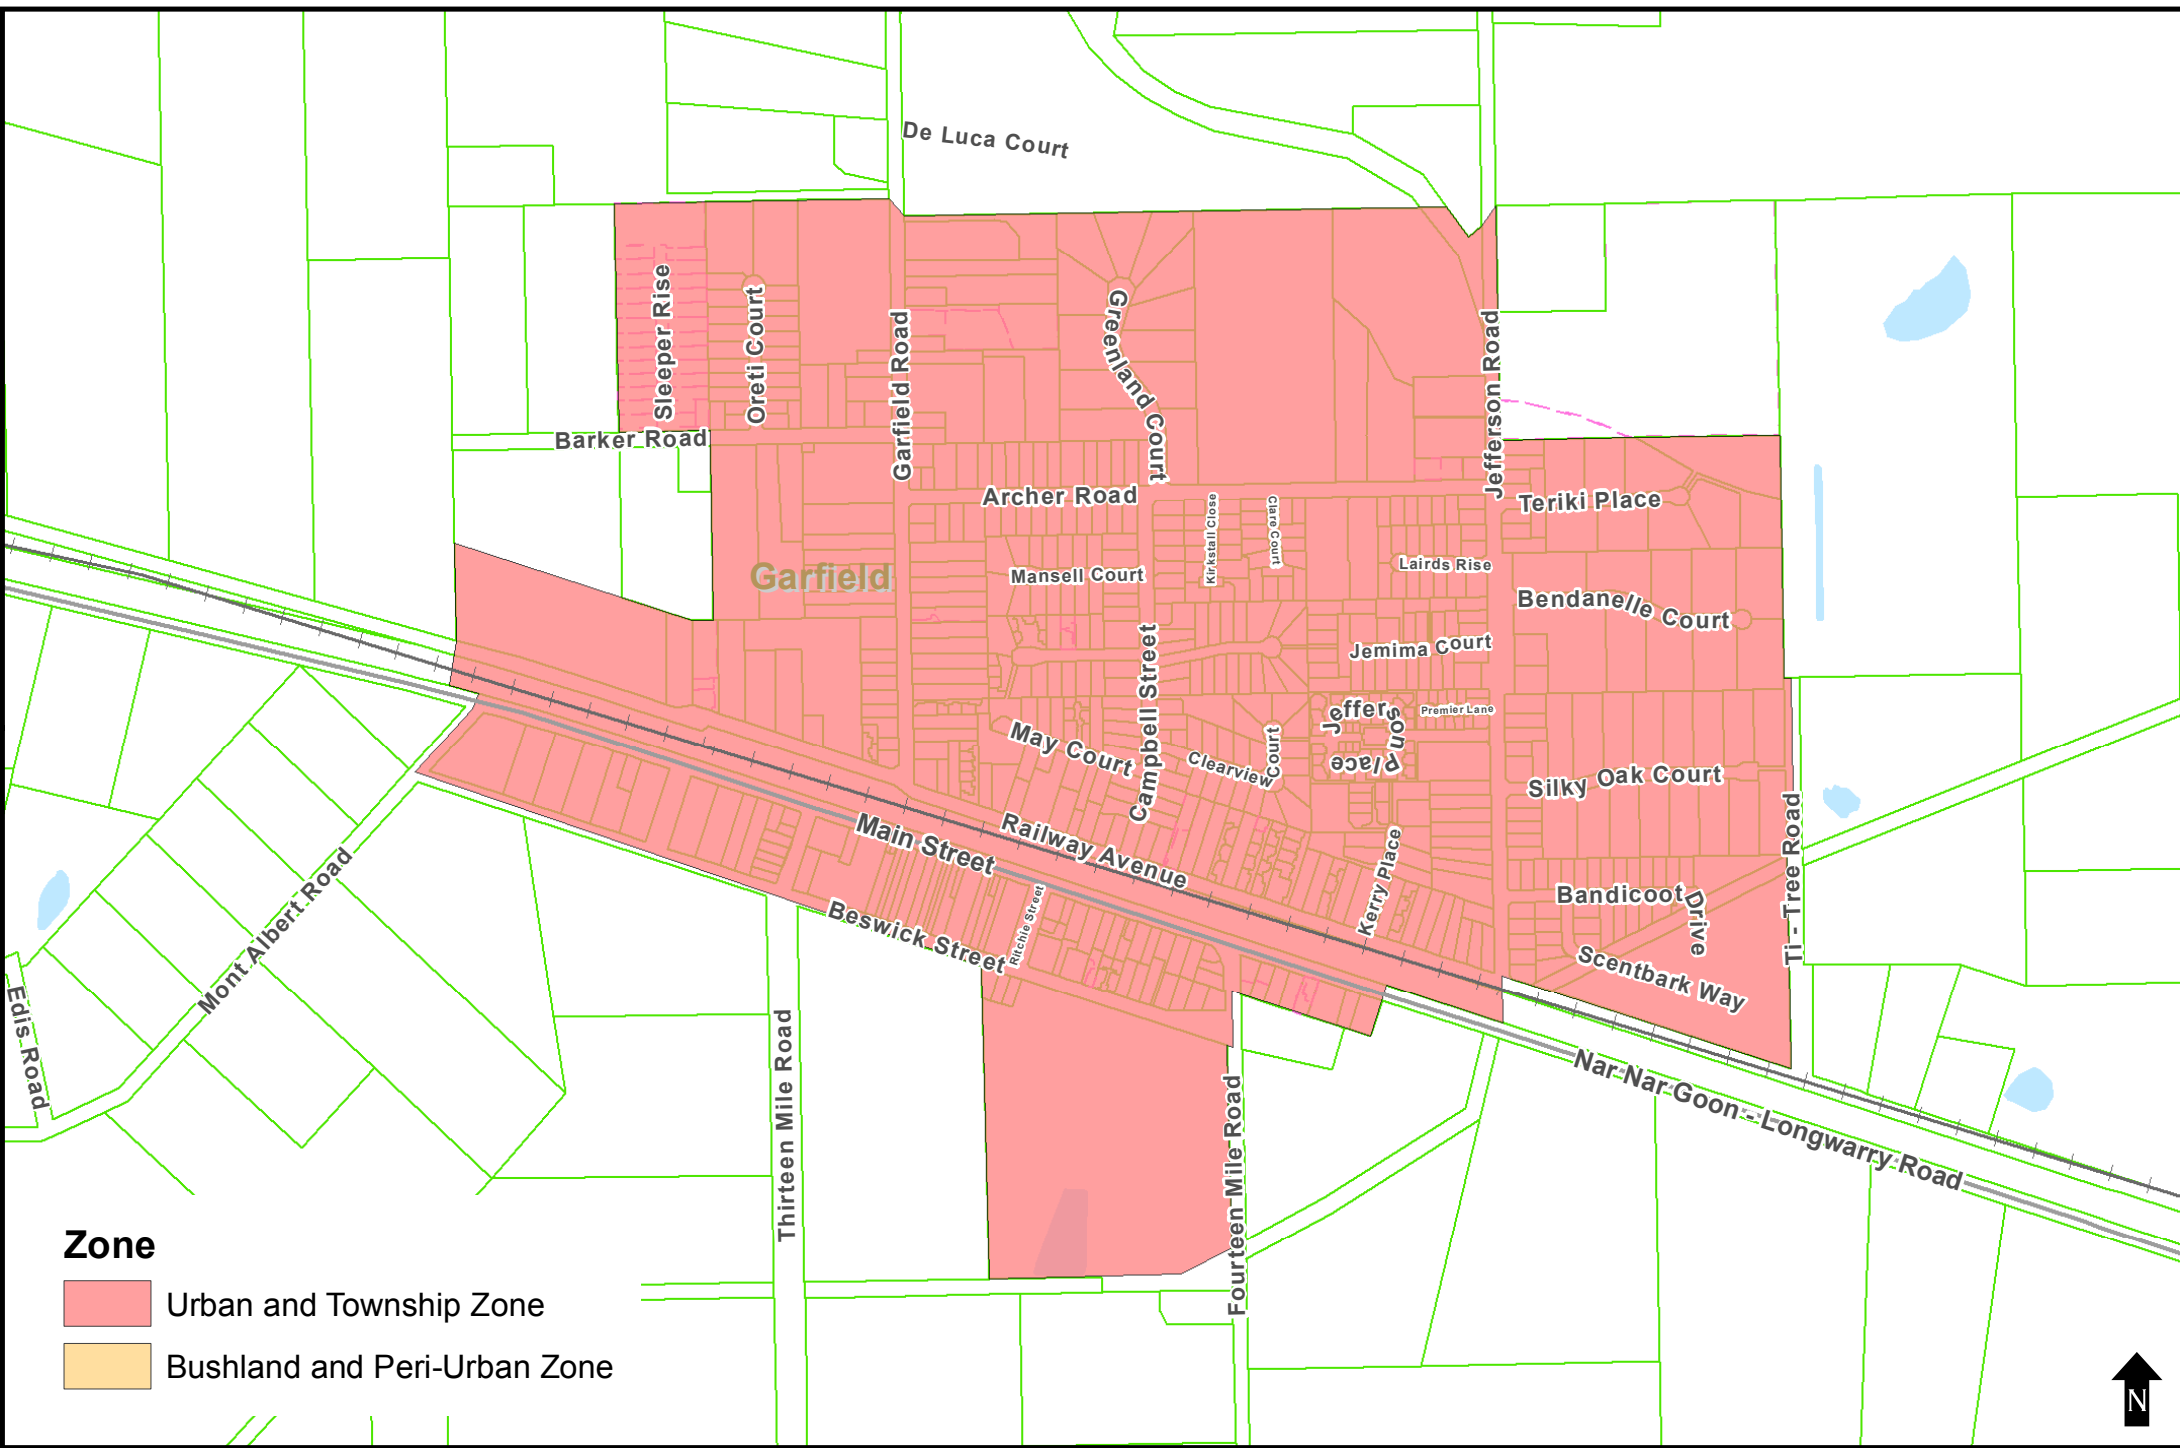 De Luca Court
Sleeper Rise
Oreti Court
Garfield Road
Greenland Court
Jefferson Road
Barker Road
Archer Road
Teriki Place
Kirkstall Close
Clare Court
Garfield
Mansell Court
Lairds Rise
Bendanelle Court
Jemima Court
Campbell Street
Jefferson Place
Premier Lane
May Court
Clearview Court
Silky Oak Court
Main Street
Railway Avenue
Kerry Place
Ti - Tree Road
Bandicoot Drive
Beswick Street
Ritchie Street
Scentbark Way
Mont Albert Road
Edis Road
Thirteen Mile Road
Fourteen Mile Road
Nar Nar Goon - Longwarry Road
Zone
Urban and Township Zone
Bushland and Peri-Urban Zone
N